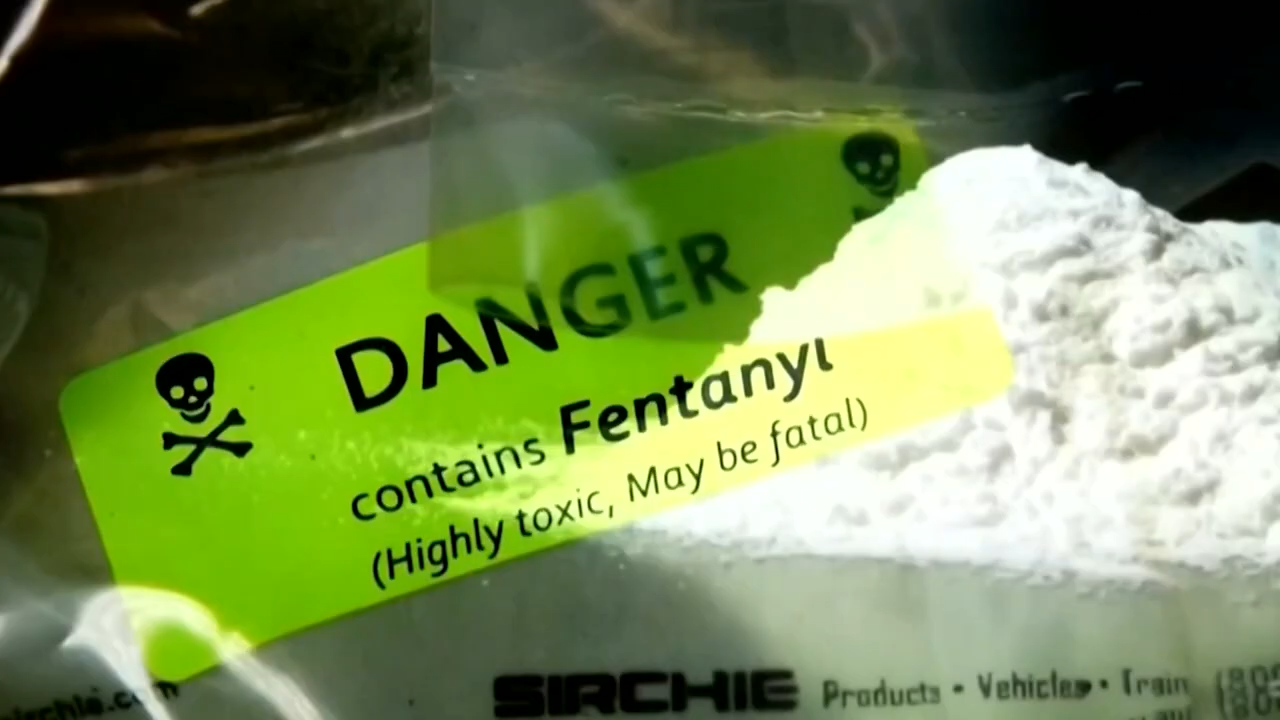 DANGER
contains Fentanyl
(Highly toxic, May be fatal)
SIRCHIE Products • Vehicles • Train